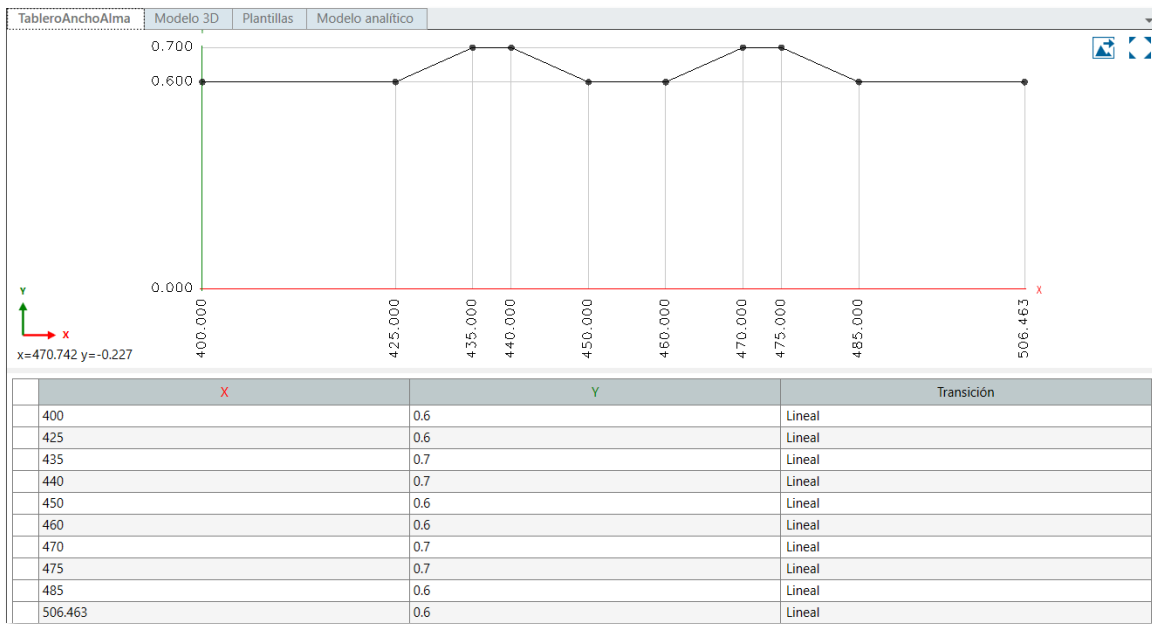 TableroAnchoAlma Modelo 3D Plantillas Modelo analítico
0.700
0.600
0.000
X
Y
X
x=470.742 y=-0.227
400.000 425.000 435.000 440.000 450.000 460.000 470.000 475.000 485.000 506.463
X Y Transición
400 0.6 Lineal
425 0.6 Lineal
435 0.7 Lineal
440 0.7 Lineal
450 0.6 Lineal
460 0.6 Lineal
470 0.7 Lineal
475 0.7 Lineal
485 0.6 Lineal
506.463 0.6 Lineal